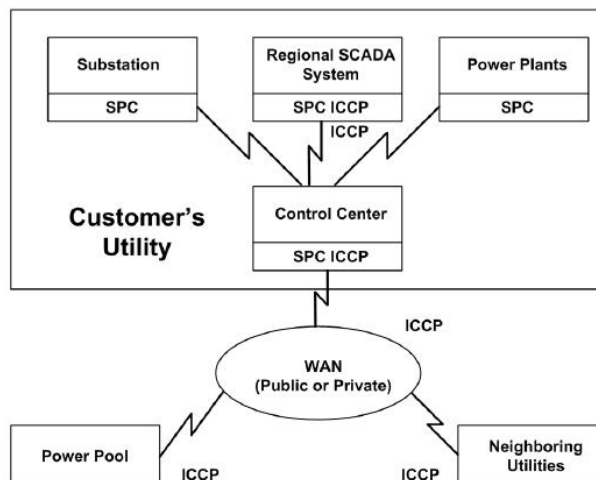 Substation
SPC
Regional SCADA
System
SPC ICCP
Power Plants
SPC
ICCP
Customer's
Utility
Control Center
SPC ICCP
ICCP
WAN
(Public or Private)
Power Pool
ICCP
ICCP
Neighboring
Utilities